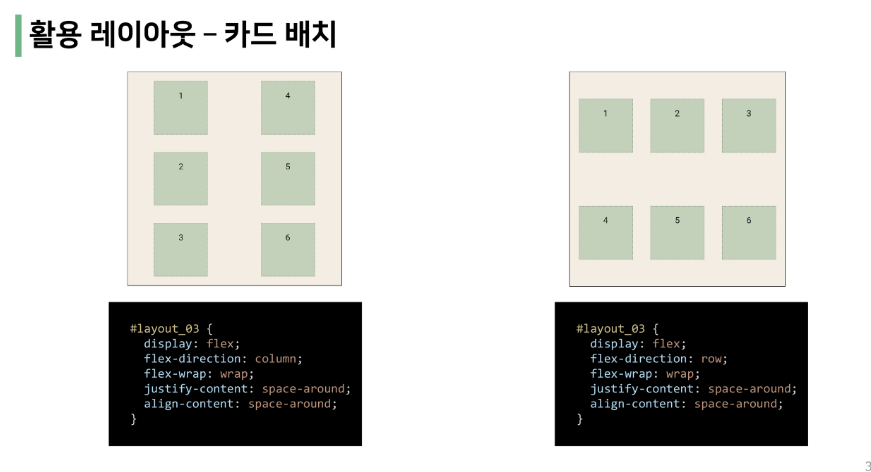 활용 레이아웃 – 카드 배치
1 4
2 5
3 6
#layout_03 {
display: flex;
flex-direction: column;
flex-wrap: wrap;
justify-content: space-around;
align-content: space-around;
}
1 2 3
4 5 6
#layout_03 {
display: flex;
flex-direction: row;
flex-wrap: wrap;
justify-content: space-around;
align-content: space-around;
}
3